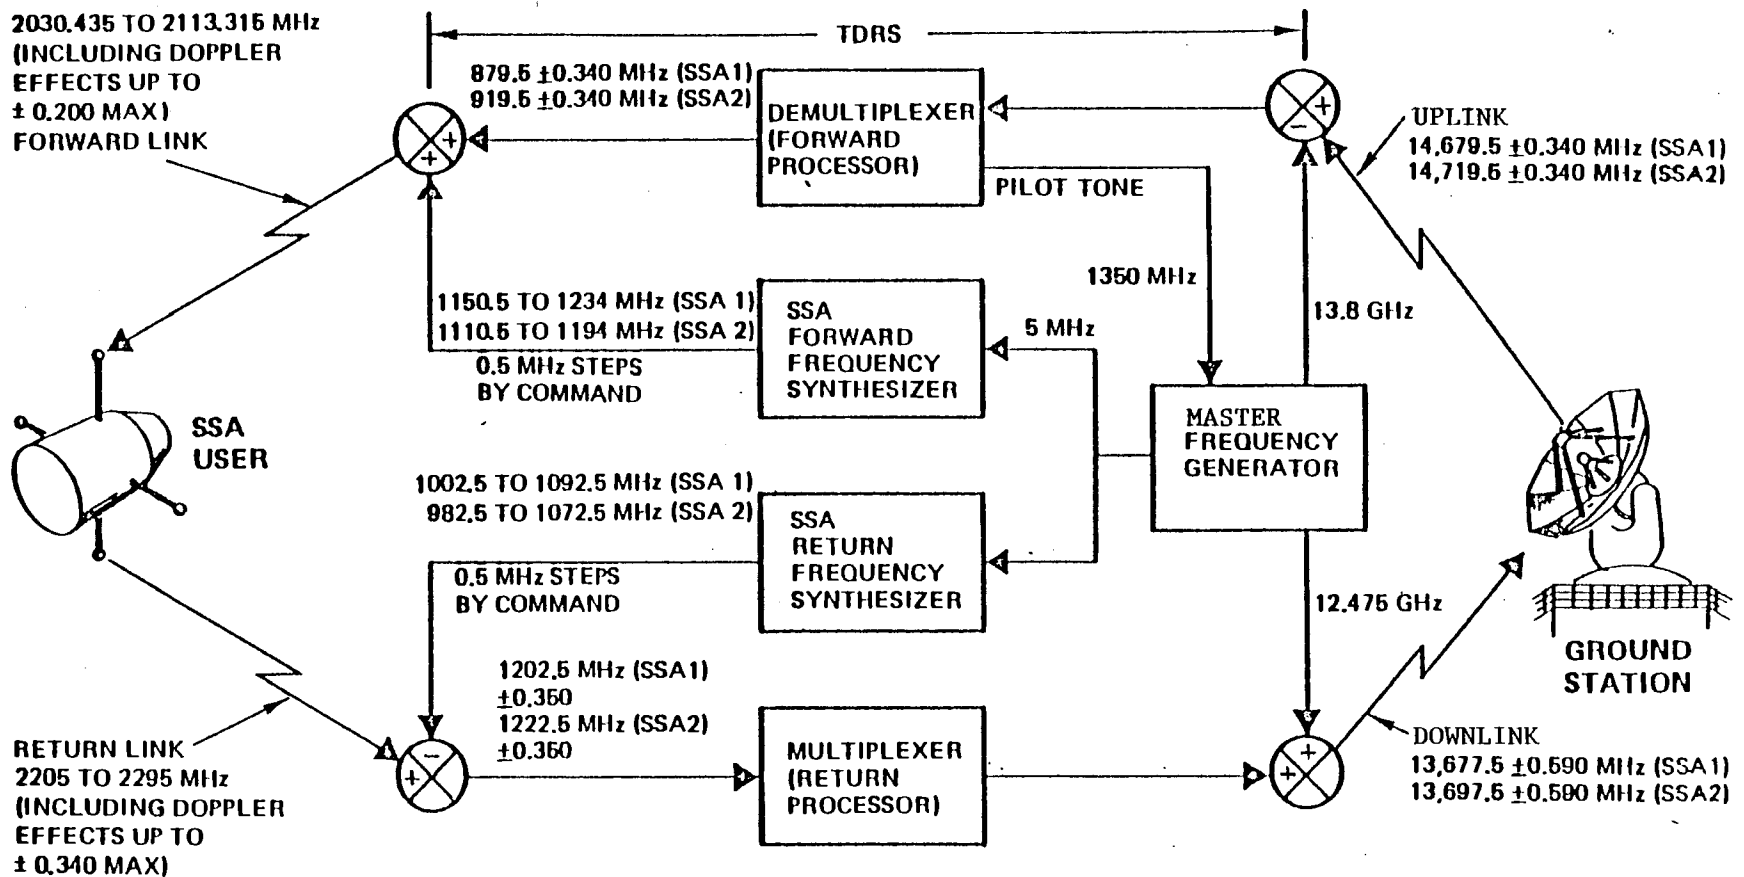 2030.435 TO 2113.315 MHz
(INCLUDING DOPPLER
EFFECTS UP TO
± 0.200 MAX)
FORWARD LINK
TDRS
879.5 ±0.340 MHz (SSA1)
919.5 ±0.340 MHz (SSA2)
DEMULTIPLEXER
(FORWARD
PROCESSOR)
PILOT TONE
UPLINK
14,679.5 ±0.340 MHz (SSA1)
14,719.5 ±0.340 MHz (SSA2)
+
+
+
-
1350 MHz
13.8 GHz
1150.5 TO 1234 MHz (SSA 1)
1110.5 TO 1194 MHz (SSA 2)
0.5 MHz STEPS
BY COMMAND
SSA
FORWARD
FREQUENCY
SYNTHESIZER
5 MHz
MASTER
FREQUENCY
GENERATOR
SSA
USER
1002.5 TO 1092.5 MHz (SSA 1)
982.5 TO 1072.5 MHz (SSA 2)
0.5 MHz STEPS
BY COMMAND
SSA
RETURN
FREQUENCY
SYNTHESIZER
12.475 GHz
GROUND
STATION
1202.5 MHz (SSA1)
±0.350
1222.5 MHz (SSA2)
±0.350
MULTIPLEXER
(RETURN
PROCESSOR)
-
+
+
+
RETURN LINK
2205 TO 2295 MHz
(INCLUDING DOPPLER
EFFECTS UP TO
± 0.340 MAX)
DOWNLINK
13,677.5 ±0.590 MHz (SSA1)
13,697.5 ±0.590 MHz (SSA2)